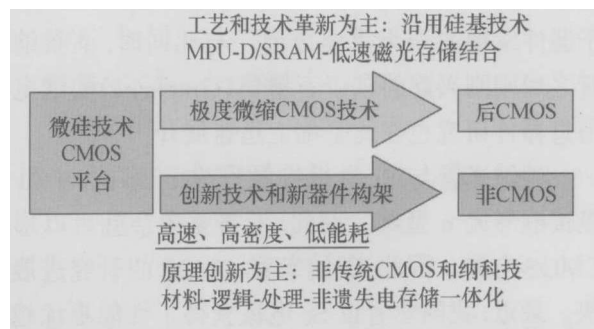 工艺和技术革新为主：沿用硅基技术
MPU-D/SRAM-低速磁光存储结合
微硅技术
CMOS
平台
极度微缩CMOS技术
后CMOS
创新技术和新器件构架
非CMOS
高速、高密度、低能耗
原理创新为主：非传统CMOS和纳科技
材料-逻辑-处理-非遗失电存储一体化